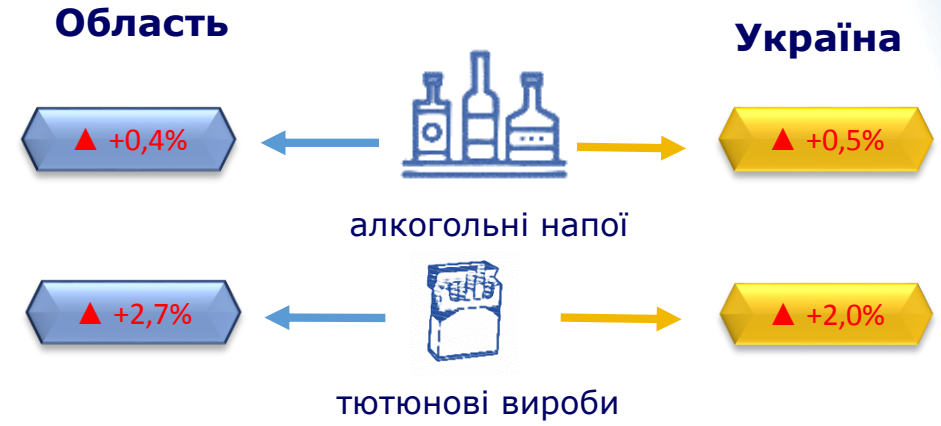 Область
Україна
▲ +0,4%
▲ +0,5%
алкогольні напої
▲ +2,7%
▲ +2,0%
тютюнові вироби